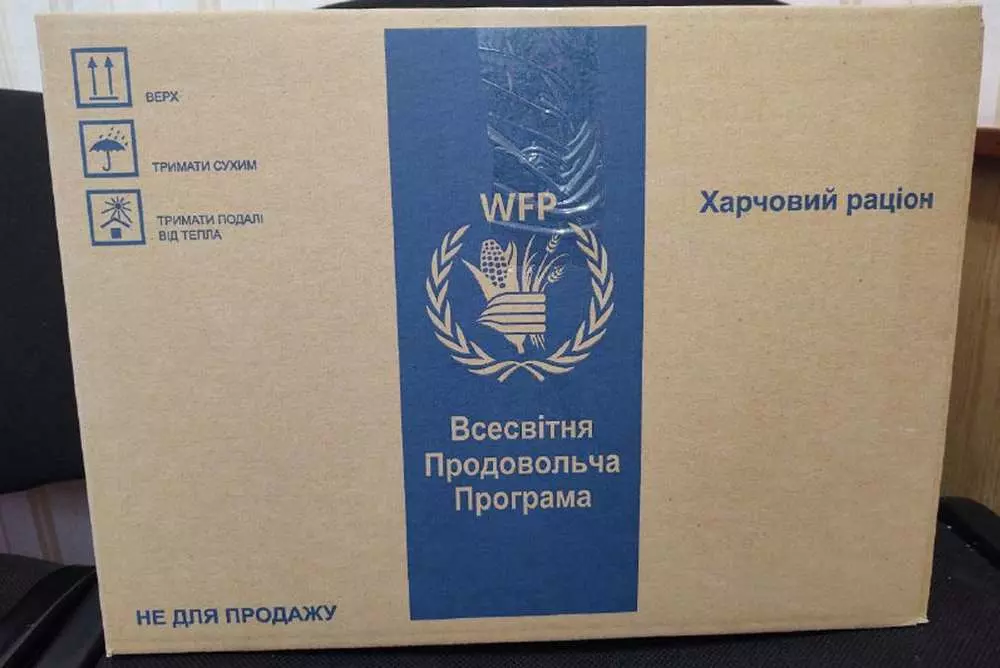 ВЕРХ
ТРИМАТИ СУХИМ
ТРИМАТИ ПОДАЛІ
ВІД ТЕПЛА
WFP
Всесвітня
Продовольча
Програма
Харчовий раціон
НЕ ДЛЯ ПРОДАЖУ